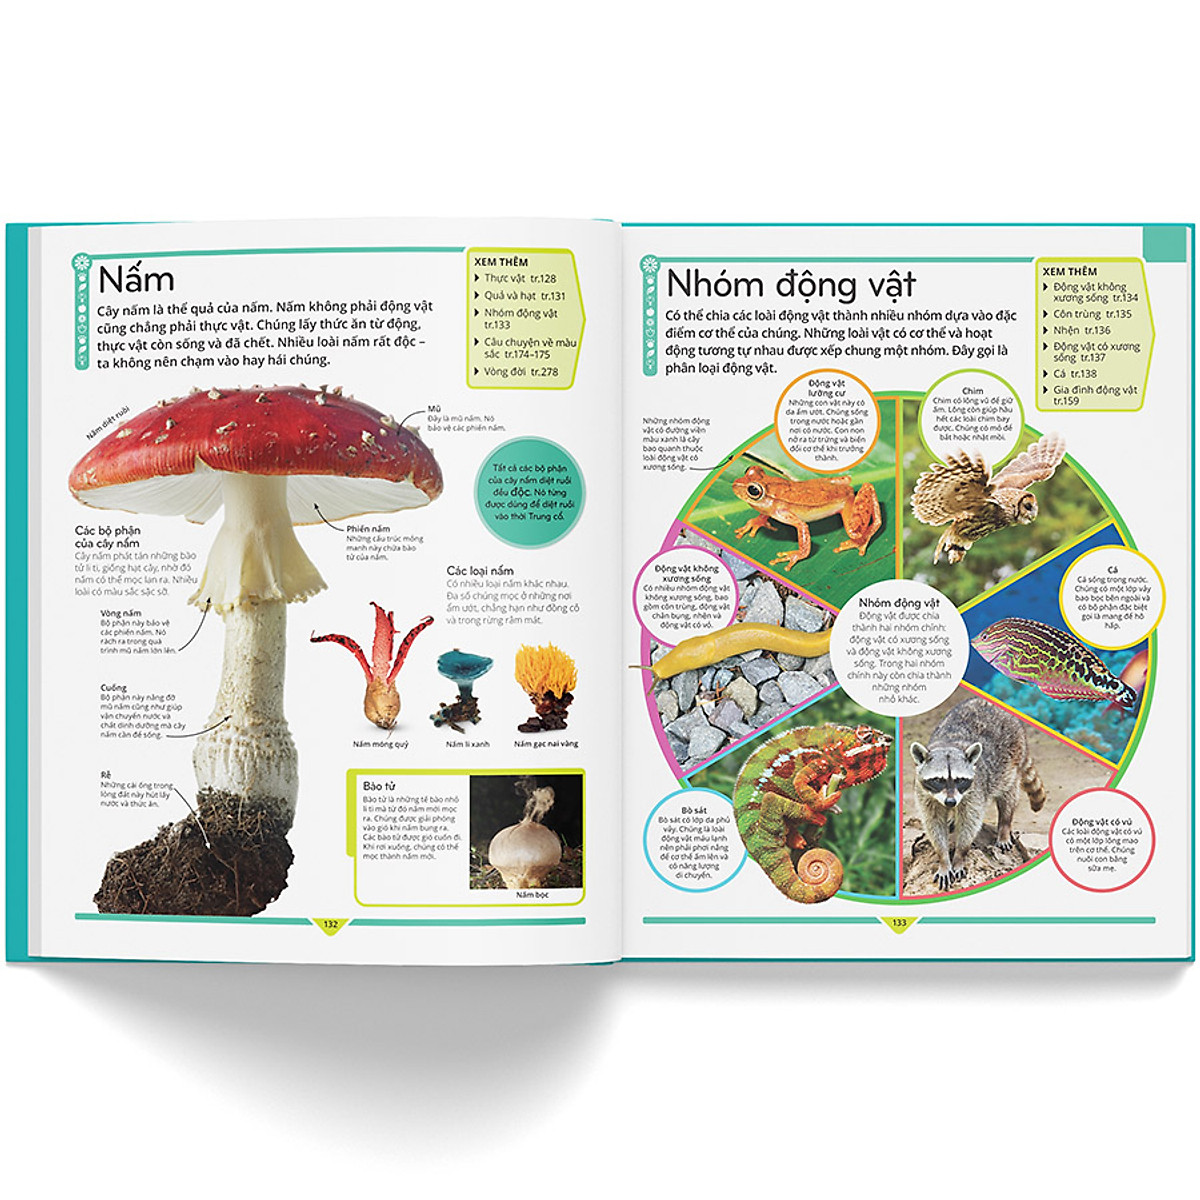 Nấm
Cây nấm là thể quả của nấm. Nấm không phải động vật
cũng chẳng phải thực vật. Chúng lấy thức ăn từ động,
thực vật còn sống và đã chết. Nhiều loài nấm rất độc –
ta không nên chạm vào hay hái chúng.
XEM THÊM
Thực vật tr.128
Quả và hạt tr.131
Nhóm động vật
tr.133
Câu chuyện về màu
sắc tr.174-175
Vòng đời tr.278
Nấm diệt ruồi
Mũ
Đây là mũ nấm. Nó
bảo vệ các phiến nấm.
Tất cả các bộ phận
của cây nấm diệt ruồi
đều độc. Nó từng
được dùng để diệt ruồi
vào thời Trung cổ.
Phiến nấm
Những cấu trúc mỏng
manh này chứa bào
tử của nấm.
Các bộ phận
của cây nấm
Cây nấm phát tán những bào
tử li ti, giống hạt cây, nhờ đó
nấm có thể mọc lan ra. Nhiều
loài có màu sắc sặc sỡ.
Các loại nấm
Có nhiều loại nấm khác nhau.
Đa số chúng mọc ở những nơi
ẩm ướt, chẳng hạn như đồng cỏ
và trong rừng râm mát.
Vòng nấm
Bộ phận này bảo vệ
các phiến nấm. Nó
rách ra trong quá
trình mũ nấm lớn lên.
Cuống
Bộ phận này nâng đỡ
mũ nấm cũng như giúp
vận chuyển nước và
chất dinh dưỡng mà cây
nấm cần để sống.
Rễ
Những cái ống trong
lòng đất này hút lấy
nước và thức ăn.
Nấm móng quỷ
Nấm li xanh
Nấm gạc nai vàng
Bào tử
Bào tử là những tế bào nhỏ
li ti mà từ đó nấm mới mọc
ra. Chúng được giải phóng
vào gió khi nấm bung ra.
Các bào tử được gió cuốn đi.
Khi rơi xuống, chúng có thể
mọc thành nấm mới.
Nấm bọc
132
Nhóm động vật
Có thể chia các loài động vật thành nhiều nhóm dựa vào đặc
điểm cơ thể của chúng. Những loài vật có cơ thể và hoạt
động tương tự nhau được xếp chung một nhóm. Đây gọi là
phân loại động vật.
XEM THÊM
Động vật không
xương sống tr.134
Côn trùng tr.135
Nhện tr.136
Động vật có xương
sống tr.137
Cá tr.138
Gia đình động vật
tr.159
Những nhóm động
vật có đường viền
màu xanh lá cây
bao quanh thuộc
loài động vật có
xương sống.
Động vật
lưỡng cư
Những con vật này có
da ẩm ướt. Chúng sống
trong nước hoặc gần
nơi có nước. Con non
nở ra từ trứng và biến
đổi cơ thể khi trưởng
thành.
Chim
Chim có lông vũ để giữ
ấm. Lông còn giúp hầu
hết các loài chim bay
được. Chúng có mỏ để
bắt hoặc nhặt mồi.
Động vật không
xương sống
Có nhiều nhóm động vật
không xương sống, bao
gồm côn trùng, động vật
chân bụng, nhện và
động vật có vỏ.
Nhóm động vật
Động vật được chia
thành hai nhóm chính:
động vật có xương sống
và động vật không xương
sống. Trong hai nhóm
chính này còn chia thành
những nhóm
nhỏ khác.
Cá
Cá sống trong nước.
Chúng có một lớp vảy
bao bọc bên ngoài và
có bộ phận đặc biệt
gọi là mang để hô
hấp.
Bò sát
Bò sát có lớp da phủ
vảy. Chúng là loài
động vật máu lạnh
nên phải phơi nắng
để cơ thể ấm lên và
có năng lượng
di chuyển.
Động vật có vú
Các loài động vật có vú
có một lớp lông mao
trên cơ thể. Chúng
nuôi con bằng
sữa mẹ.
133